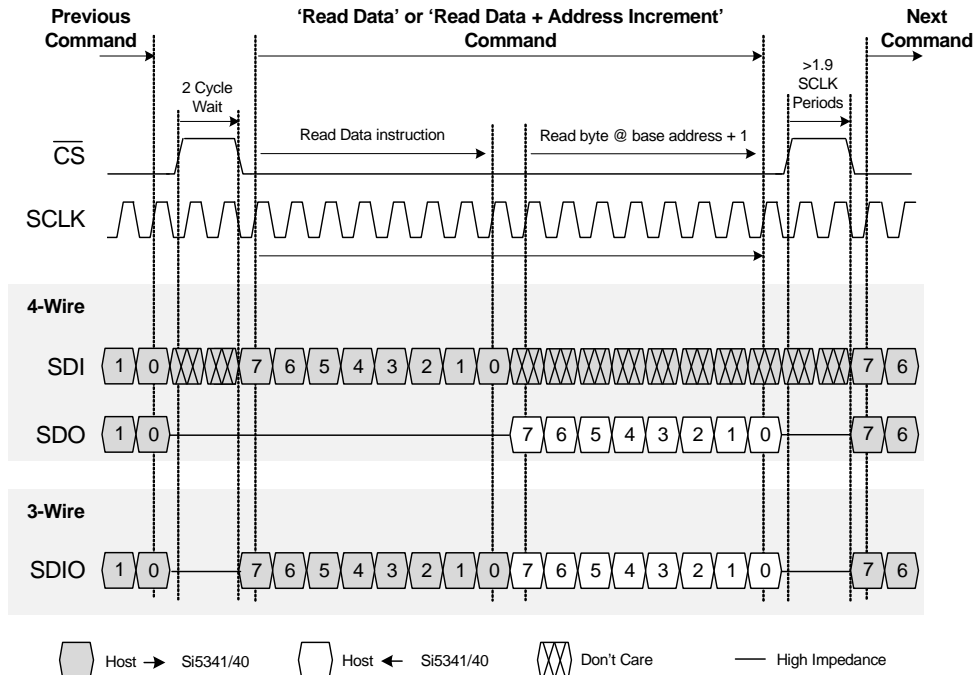 Previous Command
'Read Data' or 'Read Data + Address Increment' Command
Next Command
2 Cycle Wait
>1.9 SCLK Periods
Read Data instruction
Read byte @ base address + 1
CS
SCLK
4-Wire
SDI 1 0 7 6 5 4 3 2 1 0 7 6
SDO 1 0 7 6 5 4 3 2 1 0 7 6
3-Wire
SDIO 1 0 7 6 5 4 3 2 1 0 7 6 5 4 3 2 1 0 7 6
Host Si5341/40
Host Si5341/40
Don't Care
High Impedance